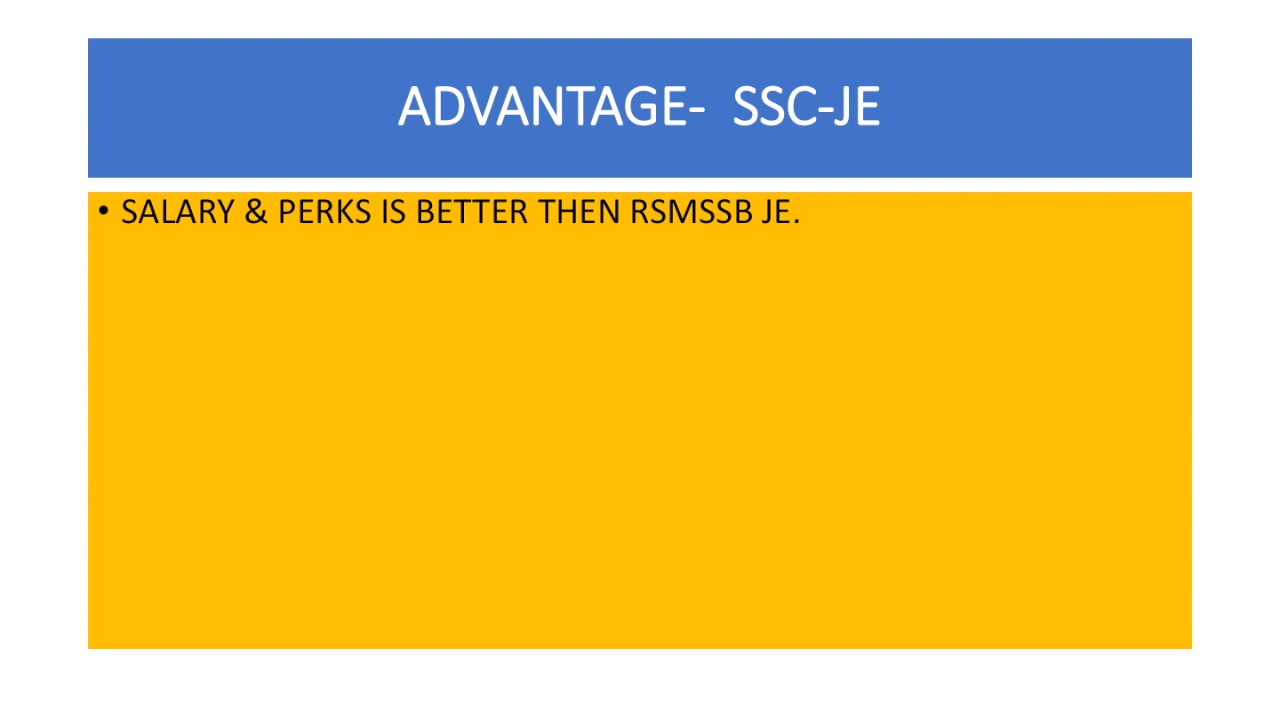 ADVANTAGE-  SSC-JE
• SALARY & PERKS IS BETTER THEN RSMSSB JE.